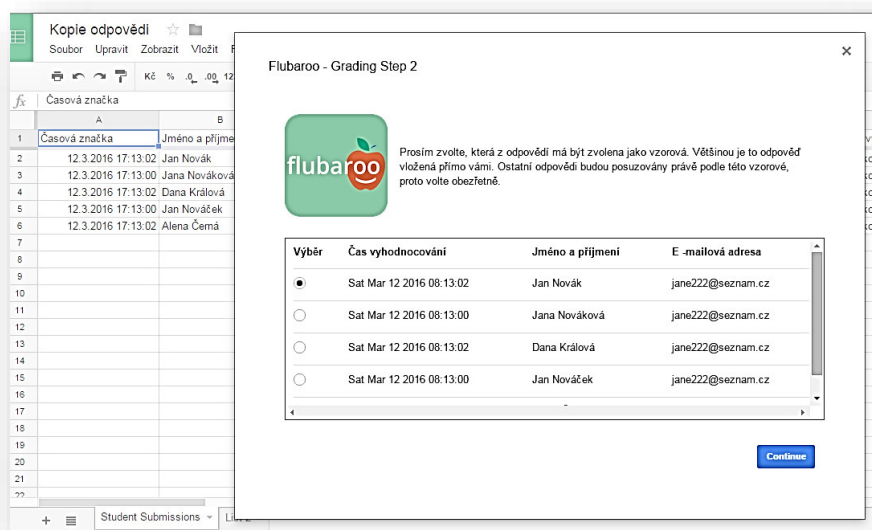 Kopie odpovědí
Soubor Upravit Zobrazit Vložit
Kč % .0 .00 12
fx Časová značka
A B
1 Časová značka Jméno a příjme
2 12.3.2016 17:13:02 Jan Novák
3 12.3.2016 17:13:00 Jana Nováková
4 12.3.2016 17:13:02 Dana Králová
5 12.3.2016 17:13:00 Jan Nováček
6 12.3.2016 17:13:02 Alena Černá
7
8
9
10
11
12
13
14
15
16
17
18
19
20
21
22
Student Submissions
Flubaroo - Grading Step 2
flubaroo
Prosím zvolte, která z odpovědí má být zvolena jako vzorová. Většinou je to odpověď
vložená přímo vámi. Ostatní odpovědi budou posuzovány právě podle této vzorové,
proto volte obezřetně.
Výběr Čas vyhodnocování Jméno a přijmení E -mailová adresa
Sat Mar 12 2016 08:13:02 Jan Novák jane222@seznam.cz
Sat Mar 12 2016 08:13:00 Jana Nováková jane222@seznam.cz
Sat Mar 12 2016 08:13:02 Dana Králová jane222@seznam.cz
Sat Mar 12 2016 08:13:00 Jan Nováček jane222@seznam.cz
Continue